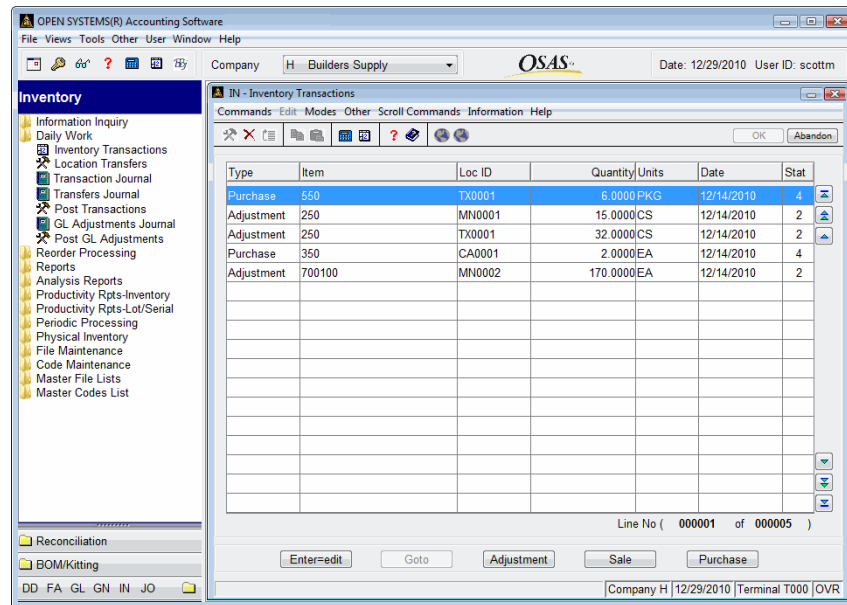 OPEN SYSTEMS(R) Accounting Software
File Views Tools Other User Window Help
Company H Builders Supply OSAS Date: 12/29/2010 User ID: scottm
Inventory
Information Inquiry
Daily Work
Inventory Transactions
Location Transfers
Transaction Journal
Transfers Journal
Post Transactions
GL Adjustments Journal
Post GL Adjustments
Reorder Processing
Reports
Analysis Reports
Productivity Rpts-Inventory
Productivity Rpts-Lot/Serial
Periodic Processing
Physical Inventory
File Maintenance
Code Maintenance
Master File Lists
Master Codes List
Reconciliation
BOM/Kitting
DD FA GL GN IN JO
IN - Inventory Transactions
Commands Edit Modes Other Scroll Commands Information Help
OK Abandon
Type Item Loc ID Quantity Units Date Stat
Purchase 550 TX0001 6.0000 PKG 12/14/2010 4
Adjustment 250 MN0001 15.0000 CS 12/14/2010 2
Adjustment 250 TX0001 32.0000 CS 12/14/2010 2
Purchase 350 CA0001 2.0000 EA 12/14/2010 4
Adjustment 700100 MN0002 170.0000 EA 12/14/2010 2
Line No ( 000001 of 000005 )
Enter=edit Goto Adjustment Sale Purchase
Company H 12/29/2010 Terminal T000 OVR